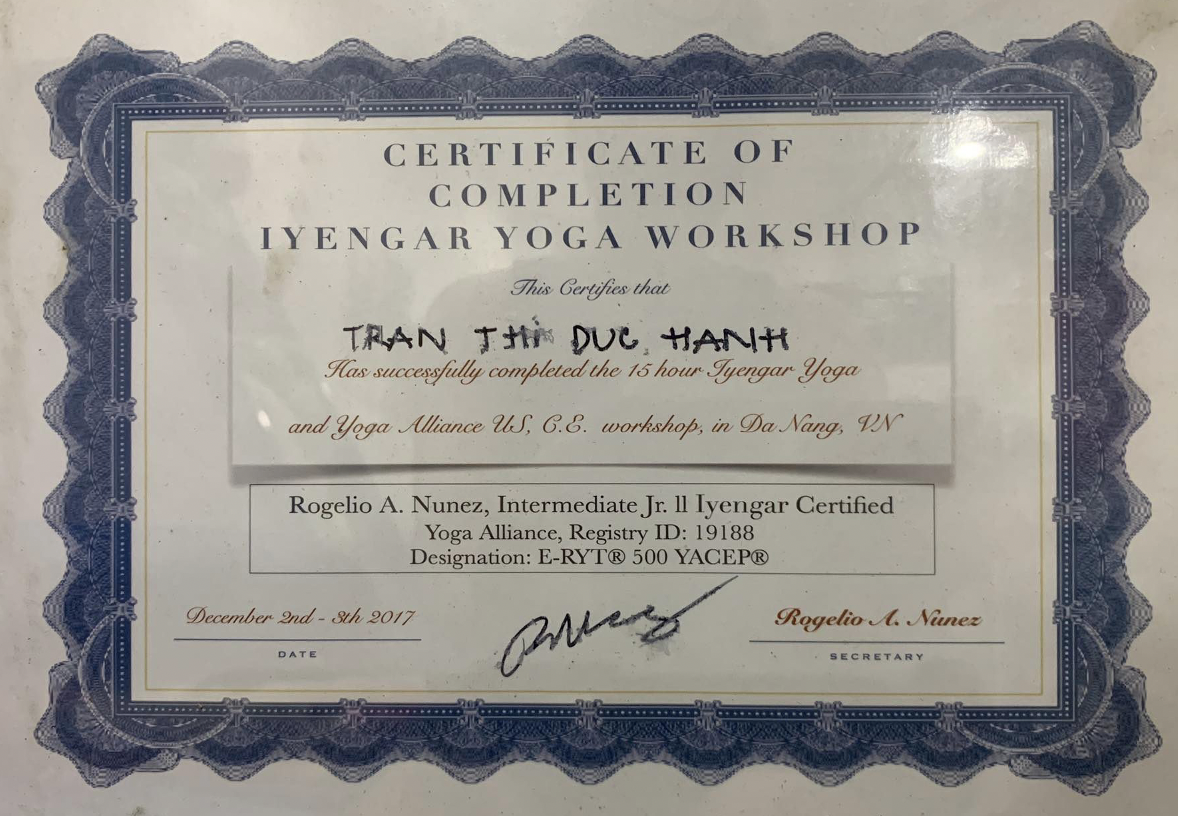 CERTIFICATE OF
COMPLETION
IYENGAR YOGA WORKSHOP
This Certifies that
TRAN THI DUC HANH
Has successfully completed the 15 hour Iyengar Yoga
and Yoga Alliance US, C.E. workshop, in Da Nang, VN
Rogelio A. Nunez, Intermediate Jr. ll Iyengar Certified
Yoga Alliance, Registry ID: 19188
Designation: E-RYT® 500 YACEP®
December 2nd - 3th 2017
Rogelio A. Nunez
DATE
SECRETARY